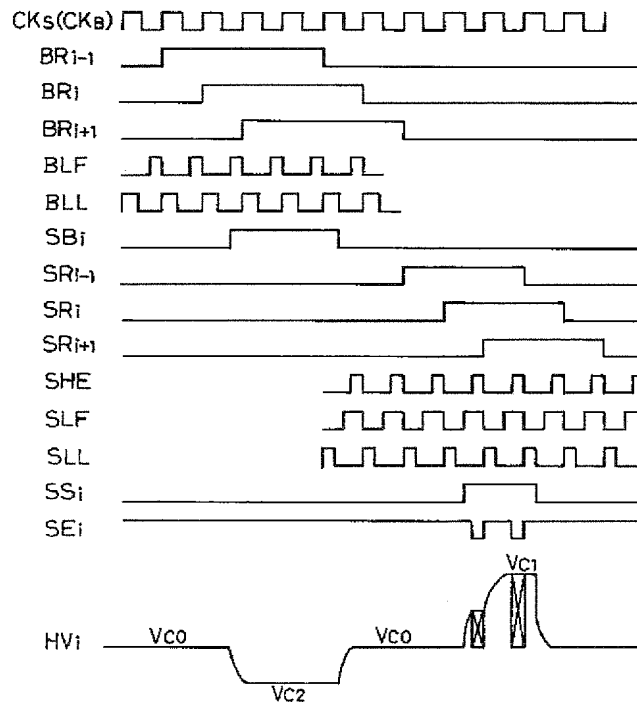 CKs(CKB)
BRi-1
BRi
BRi+1
BLF
BLL
SBi
SRi-1
SRi
SRi+1
SHE
SLF
SLL
SSi
SEi
VC1
HVi VC0 VC0
VC2